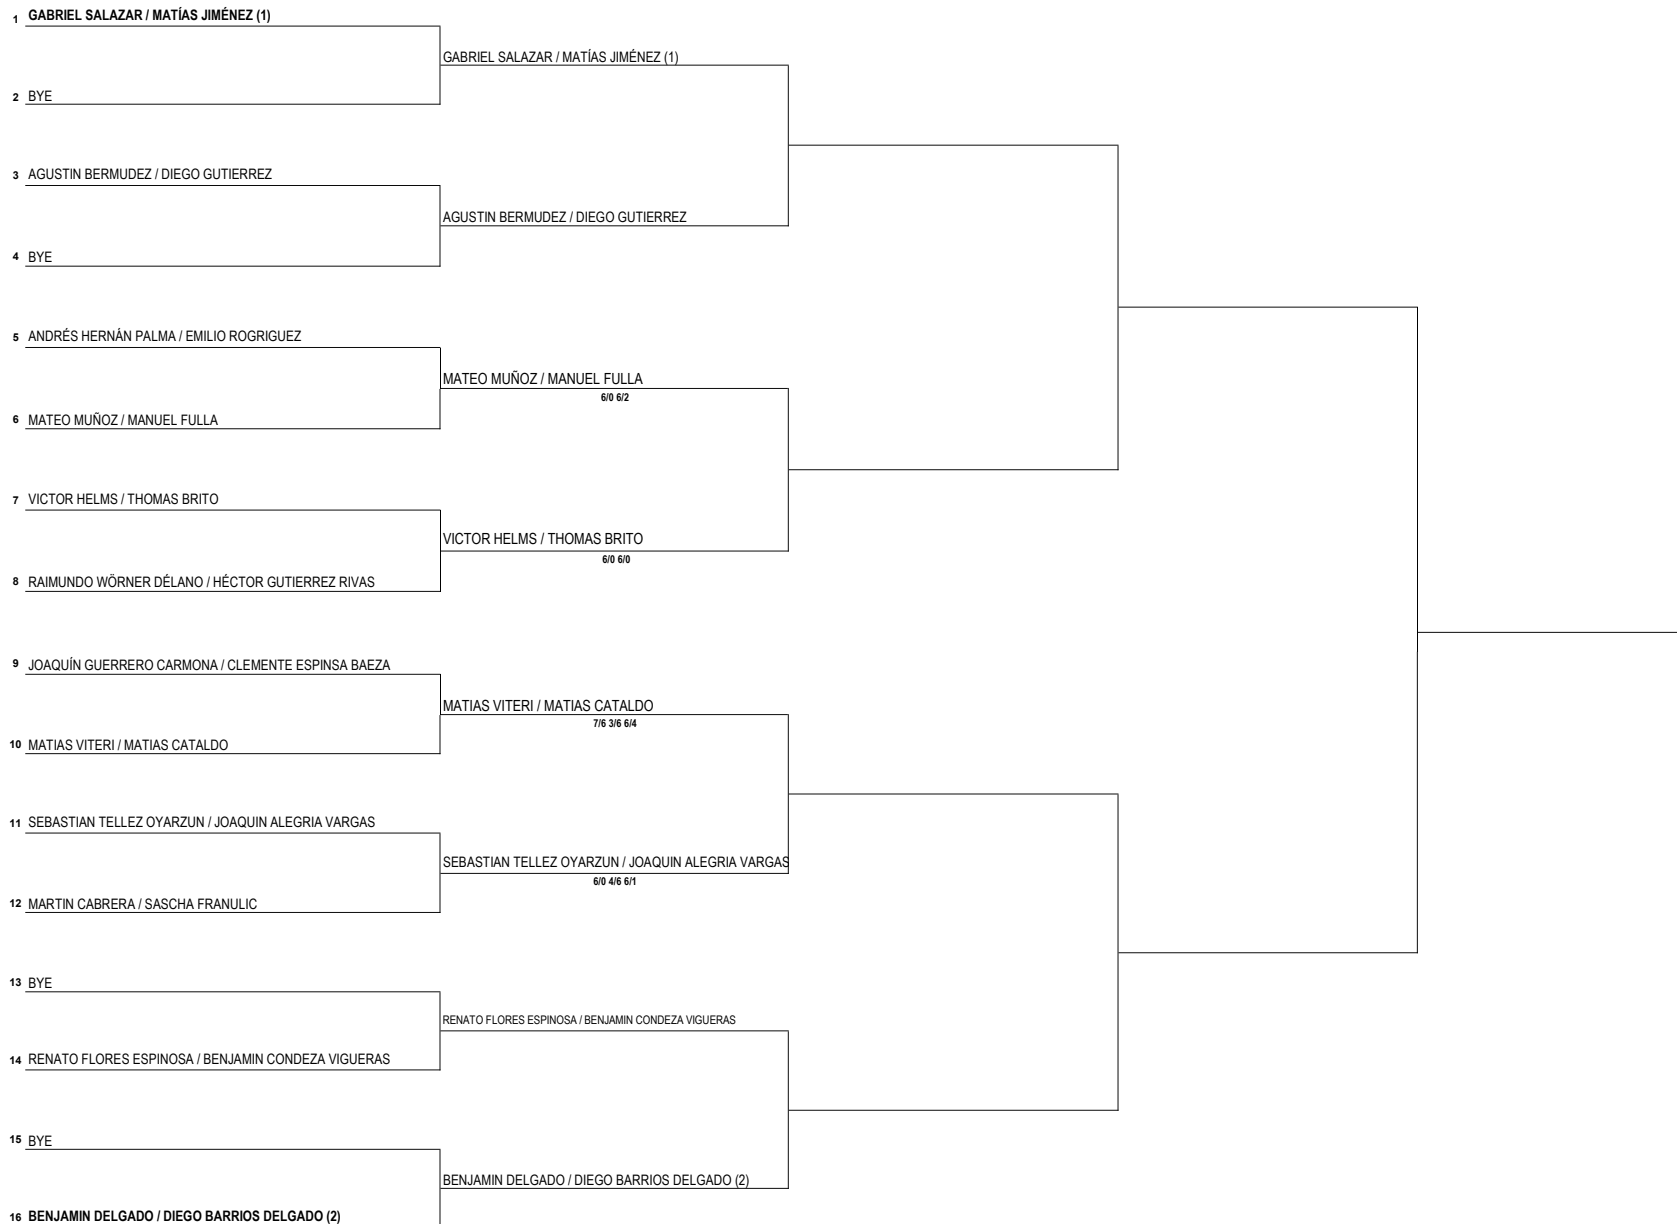 1 GABRIEL SALAZAR / MATÍAS JIMÉNEZ (1)
GABRIEL SALAZAR / MATÍAS JIMÉNEZ (1)
2 BYE
3 AGUSTIN BERMUDEZ / DIEGO GUTIERREZ
AGUSTIN BERMUDEZ / DIEGO GUTIERREZ
4 BYE
5 ANDRÉS HERNÁN PALMA / EMILIO ROGRIGUEZ
MATEO MUÑOZ / MANUEL FULLA
6/0 6/2
6 MATEO MUÑOZ / MANUEL FULLA
7 VICTOR HELMS / THOMAS BRITO
VICTOR HELMS / THOMAS BRITO
6/0 6/0
8 RAIMUNDO WÖRNER DÉLANO / HÉCTOR GUTIERREZ RIVAS
9 JOAQUÍN GUERRERO CARMONA / CLEMENTE ESPINSA BAEZA
MATIAS VITERI / MATIAS CATALDO
7/6 3/6 6/4
10 MATIAS VITERI / MATIAS CATALDO
11 SEBASTIAN TELLEZ OYARZUN / JOAQUIN ALEGRIA VARGAS
SEBASTIAN TELLEZ OYARZUN / JOAQUIN ALEGRIA VARGAS
6/0 4/6 6/1
12 MARTIN CABRERA / SASCHA FRANULIC
13 BYE
RENATO FLORES ESPINOSA / BENJAMIN CONDEZA VIGUERAS
14 RENATO FLORES ESPINOSA / BENJAMIN CONDEZA VIGUERAS
15 BYE
BENJAMIN DELGADO / DIEGO BARRIOS DELGADO (2)
16 BENJAMIN DELGADO / DIEGO BARRIOS DELGADO (2)